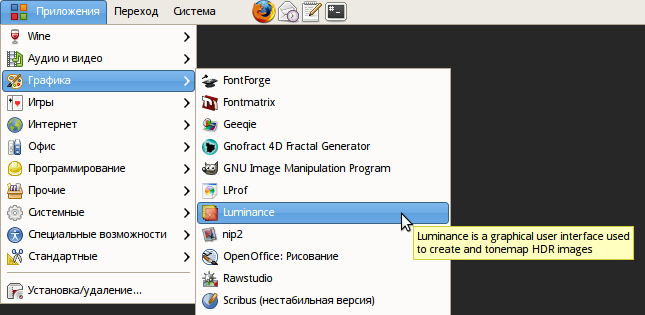 Приложения Переход Система
Wine
Аудио и видео
Графика
Игры
Интернет
Офис
Программирование
Прочие
Системные
Специальные возможности
Стандартные
Установка/удаление...
FontForge
Fontmatrix
Geeqie
Gnofract 4D Fractal Generator
GNU Image Manipulation Program
LProf
Luminance
nip2
OpenOffice: Рисование
Rawstudio
Scribus (нестабильная версия)
Luminance is a graphical user interface used
to create and tonemap HDR images